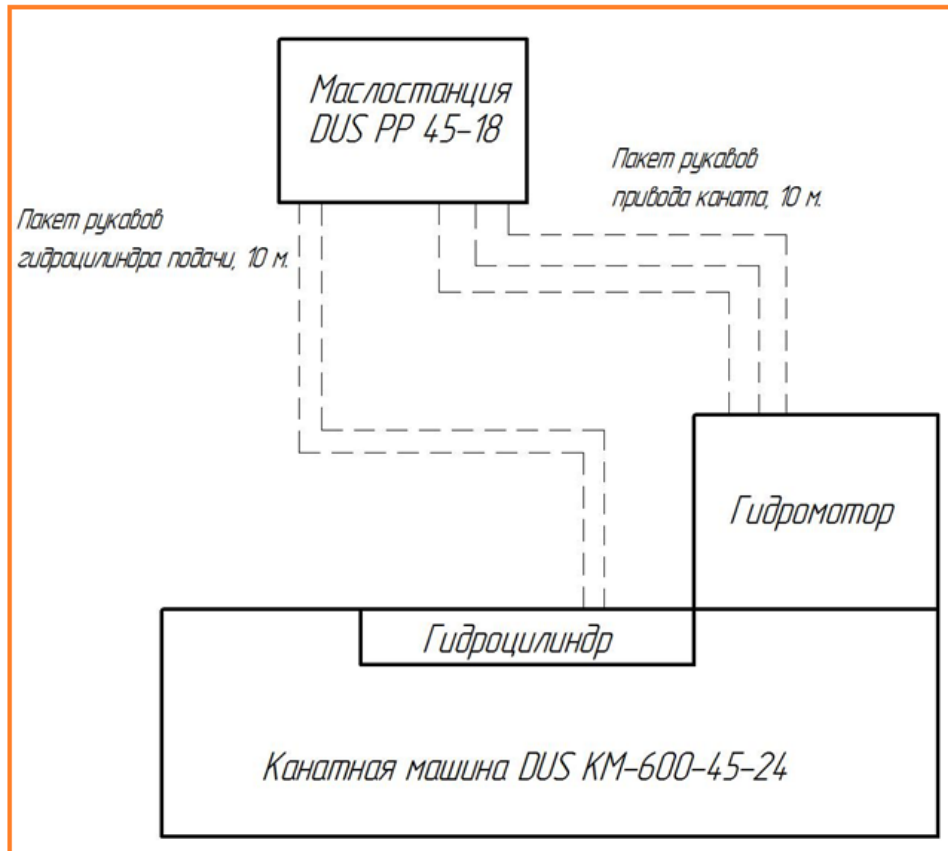 Маслостанция
DUS PP 45-18
Пакет рукавов
привода каната, 10 м.
Пакет рукавов
гидроцилиндра подачи, 10 м.
Гидромотор
Гидроцилиндр
Канатная машина DUS КМ-600-45-24